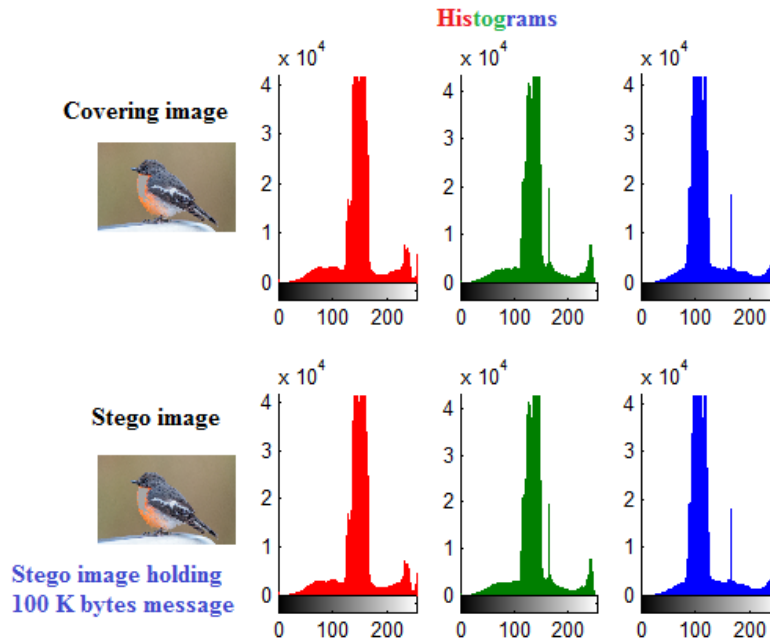 Histograms
x 10^4 x 10^4 x 10^4
4 4 4
Covering image
3 3 3
2 2 2
1 1 1
0 0 0
0 100 200 0 100 200 0 100 200
x 10^4 x 10^4 x 10^4
4 4 4
Stego image
3 3 3
2 2 2
1 1 1
Stego image holding
0 0 0
100 K bytes message
0 100 200 0 100 200 0 100 200